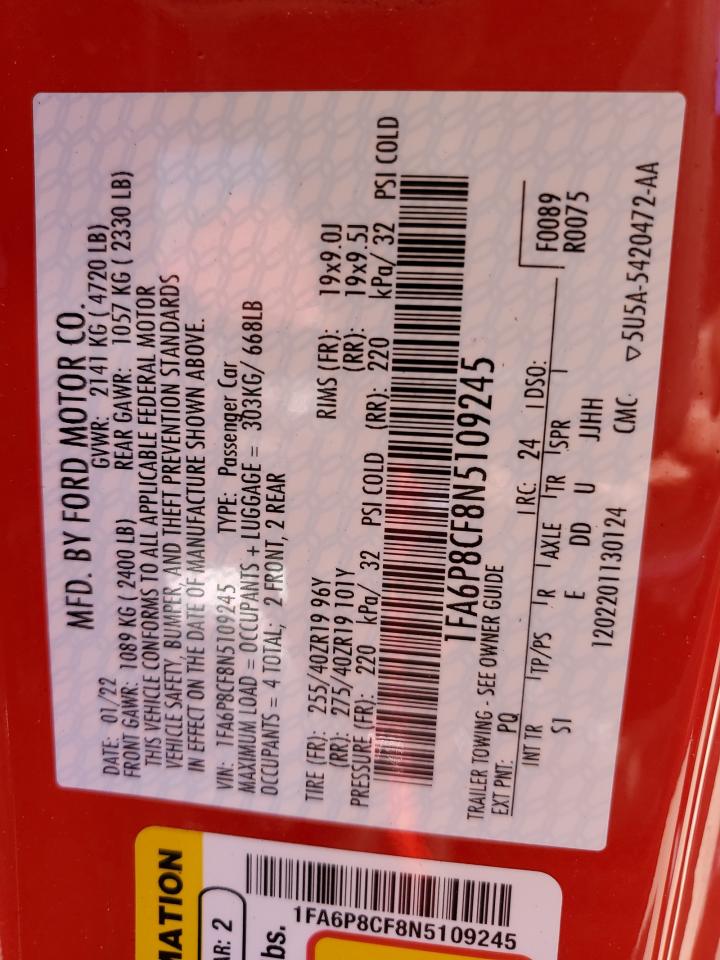 MFD. BY FORD MOTOR CO.
DATE: 01/22 GVWR: 2141 KG ( 4720 LB)
FRONT GAWR: 1089 KG ( 2400 LB) REAR GAWR: 1057 KG ( 2330 LB)
THIS VEHICLE CONFORMS TO ALL APPLICABLE FEDERAL MOTOR
VEHICLE SAFETY, BUMPER, AND THEFT PREVENTION STANDARDS
IN EFFECT ON THE DATE OF MANUFACTURE SHOWN ABOVE.
VIN: 1FA6P8CF8N5109245 TYPE: Passenger Car
MAXIMUM LOAD = OCCUPANTS + LUGGAGE = 303KG/ 668LB
OCCUPANTS = 4 TOTAL; 2 FRONT, 2 REAR
TIRE (FR): 255/40ZR19 96Y RIMS (FR): 19x9.0J
(RR): 275/40ZR19 101Y (RR): 19x9.5J
PRESSURE (FR): 220 kPa/ 32 PSI COLD (RR): 220 kPa/ 32 PSI COLD
1FA6P8CF8N5109245
TRAILER TOWING - SEE OWNER GUIDE
EXT PNT: PQ RC: 24 DSO: F0089
R0075
INT TR TP/PS R AXLE TR SPR
SI E DD U JJHH
1202201130124 CMC ▽5U5A-5420472-AA
MATION
AR: 2
bs.
1FA6P8CF8N5109245